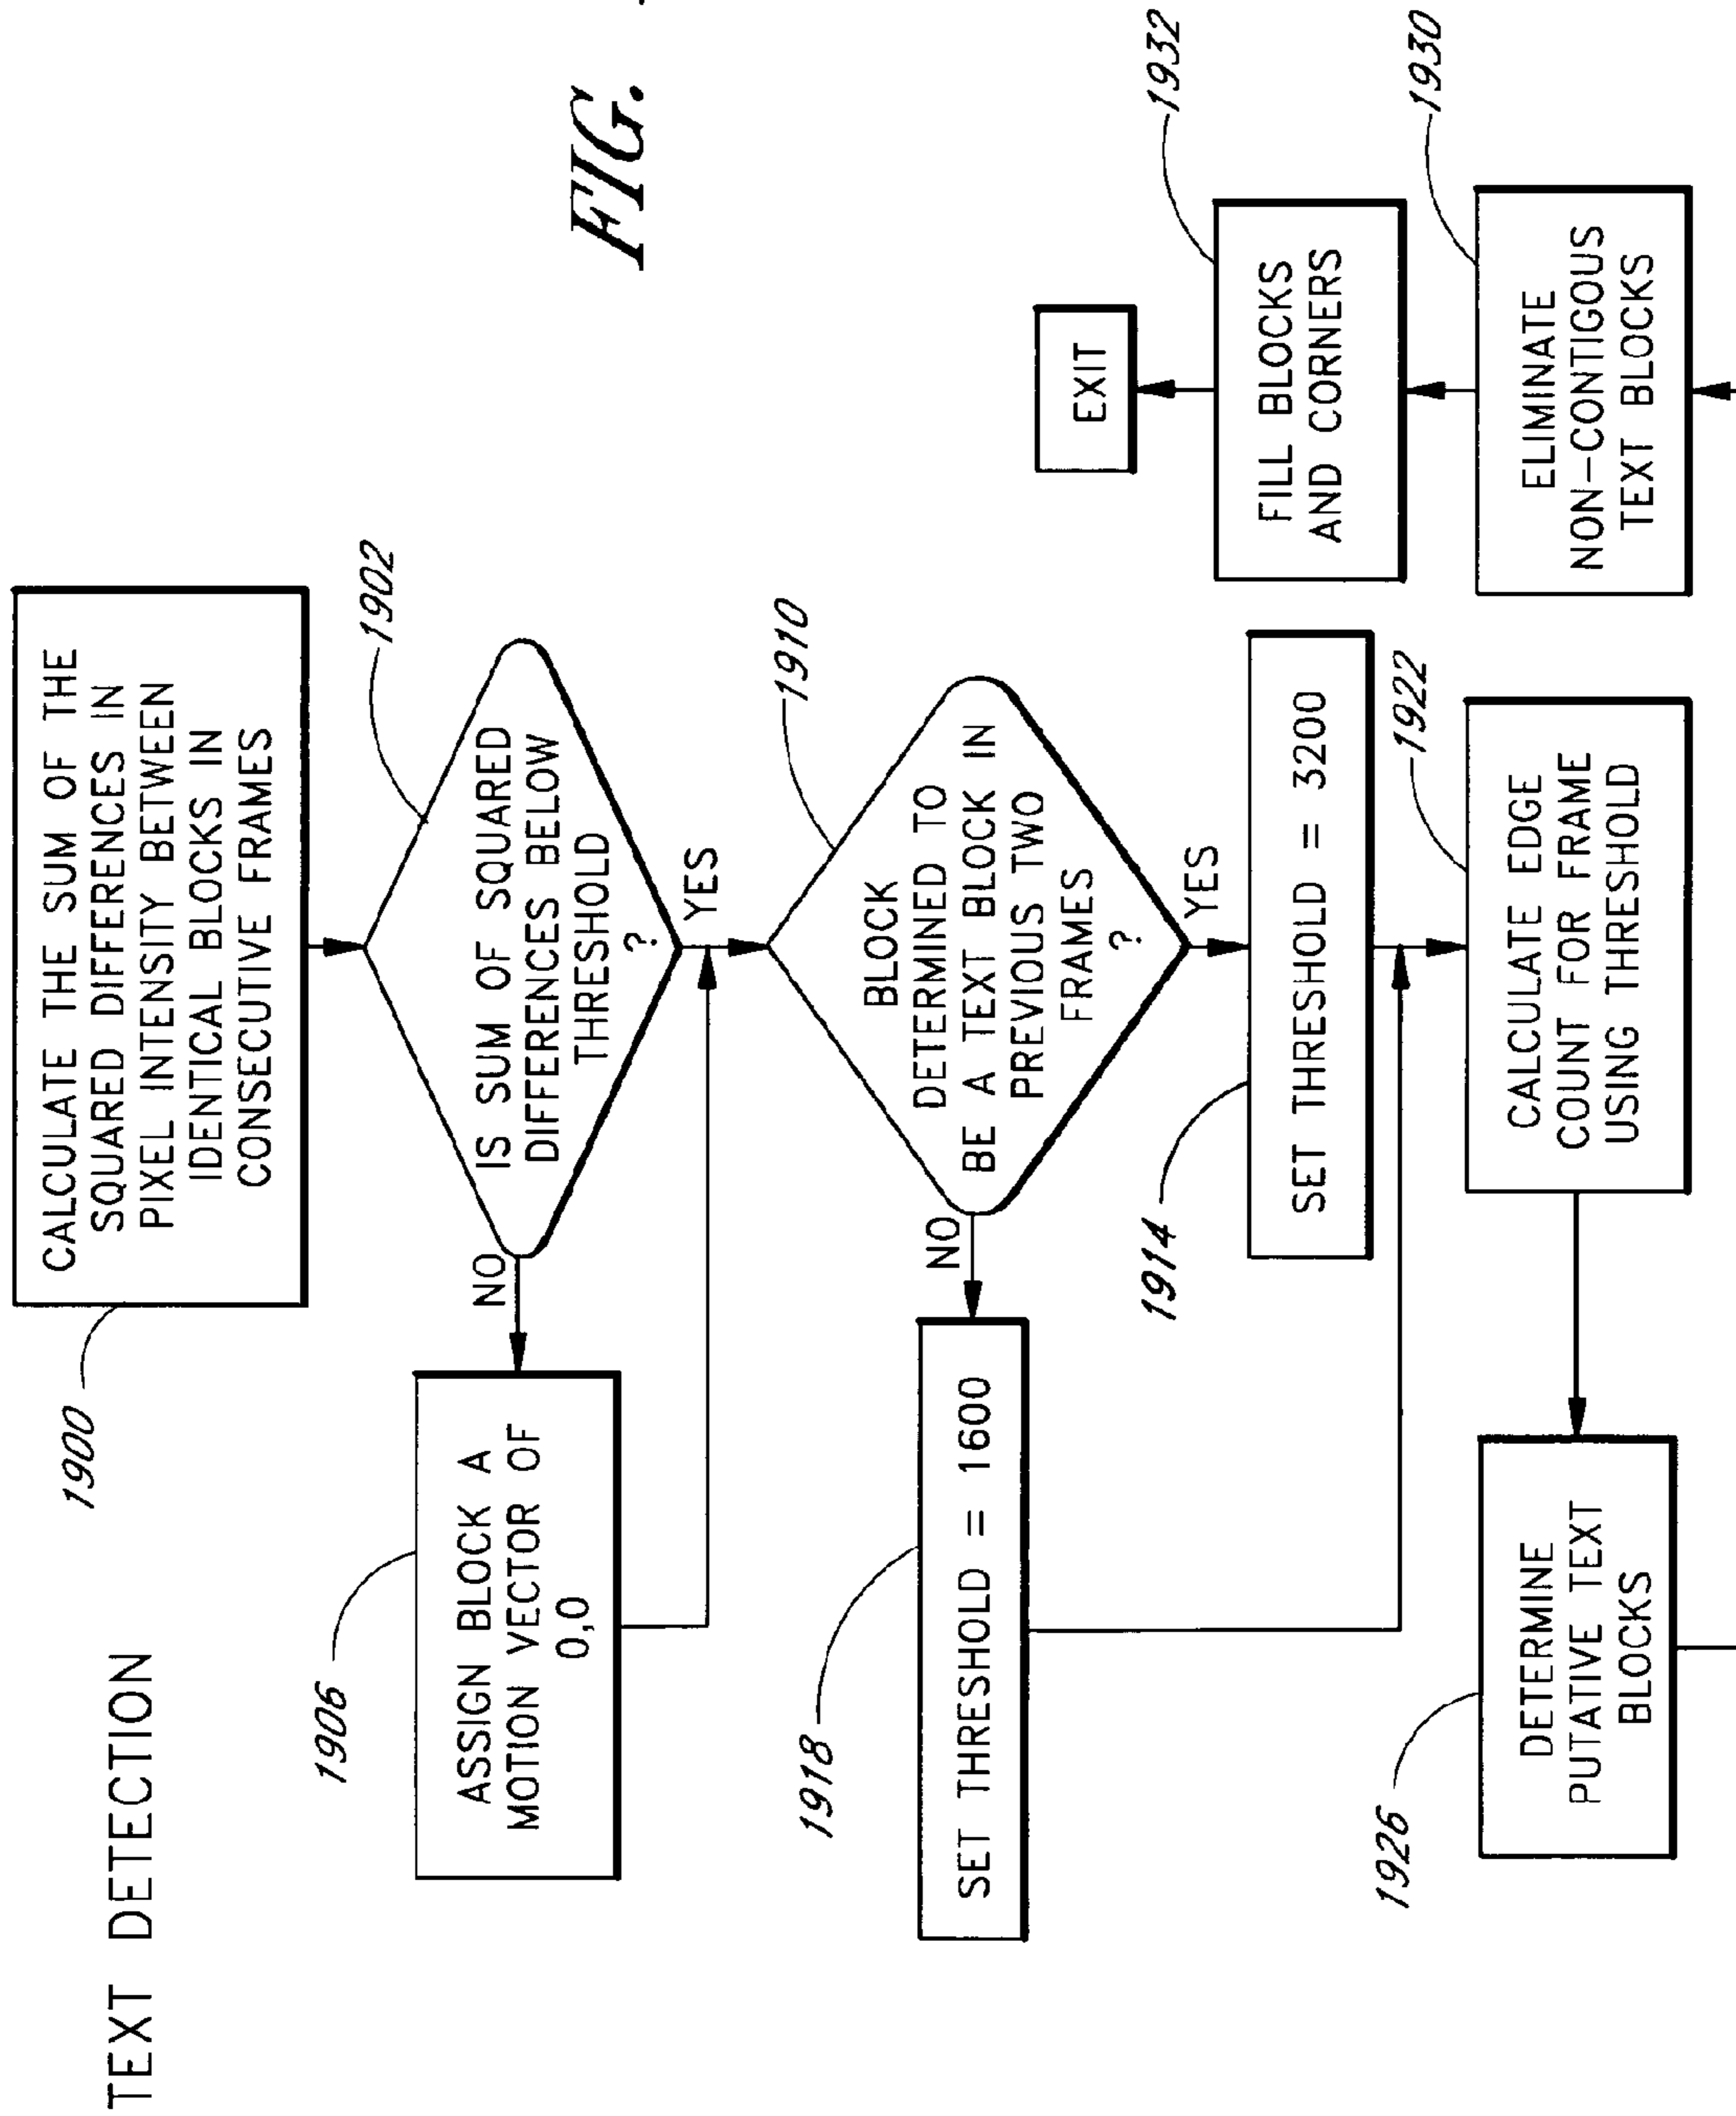 TEXT DETECTION
FIG.
1900
CALCULATE THE SUM OF THE
SQUARED DIFFERENCES IN
PIXEL INTENSITY BETWEEN
IDENTICAL BLOCKS IN
CONSECUTIVE FRAMES
1902
IS SUM OF SQUARED
DIFFERENCES BELOW
THRESHOLD
?
NO
YES
1906
ASSIGN BLOCK A
MOTION VECTOR OF
0,0
1910
BLOCK
DETERMINED TO
BE A TEXT BLOCK IN
PREVIOUS TWO
FRAMES
?
NO
YES
1918
SET THRESHOLD = 1600
1914
SET THRESHOLD = 3200
1922
CALCULATE EDGE
COUNT FOR FRAME
USING THRESHOLD
1926
DETERMINE
PUTATIVE TEXT
BLOCKS
1930
ELIMINATE
NON-CONTIGOUS
TEXT BLOCKS
1932
FILL BLOCKS
AND CORNERS
EXIT